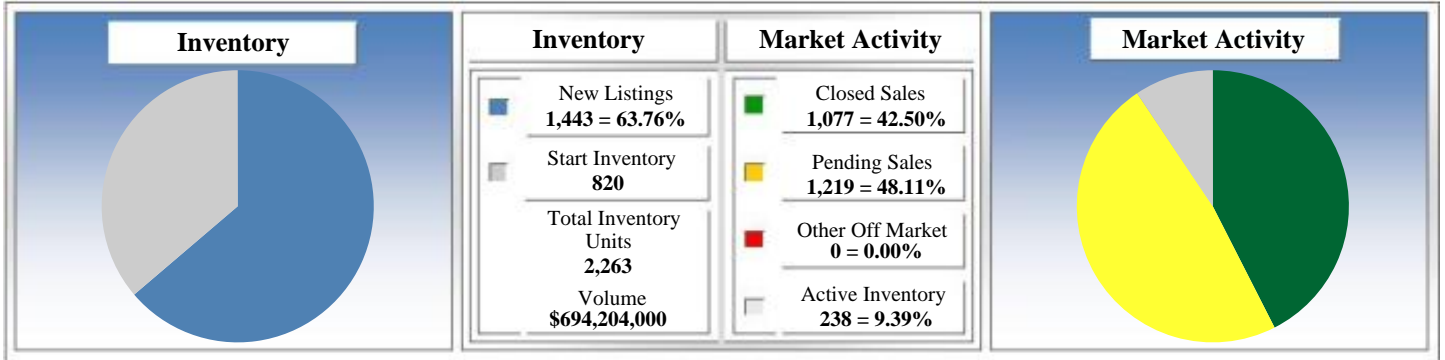 Inventory
Inventory
New Listings
1,443 = 63.76%
Start Inventory
820
Total Inventory
Units
2,263
Volume
$694,204,000
Market Activity
Closed Sales
1,077 = 42.50%
Pending Sales
1,219 = 48.11%
Other Off Market
0 = 0.00%
Active Inventory
238 = 9.39%
Market Activity